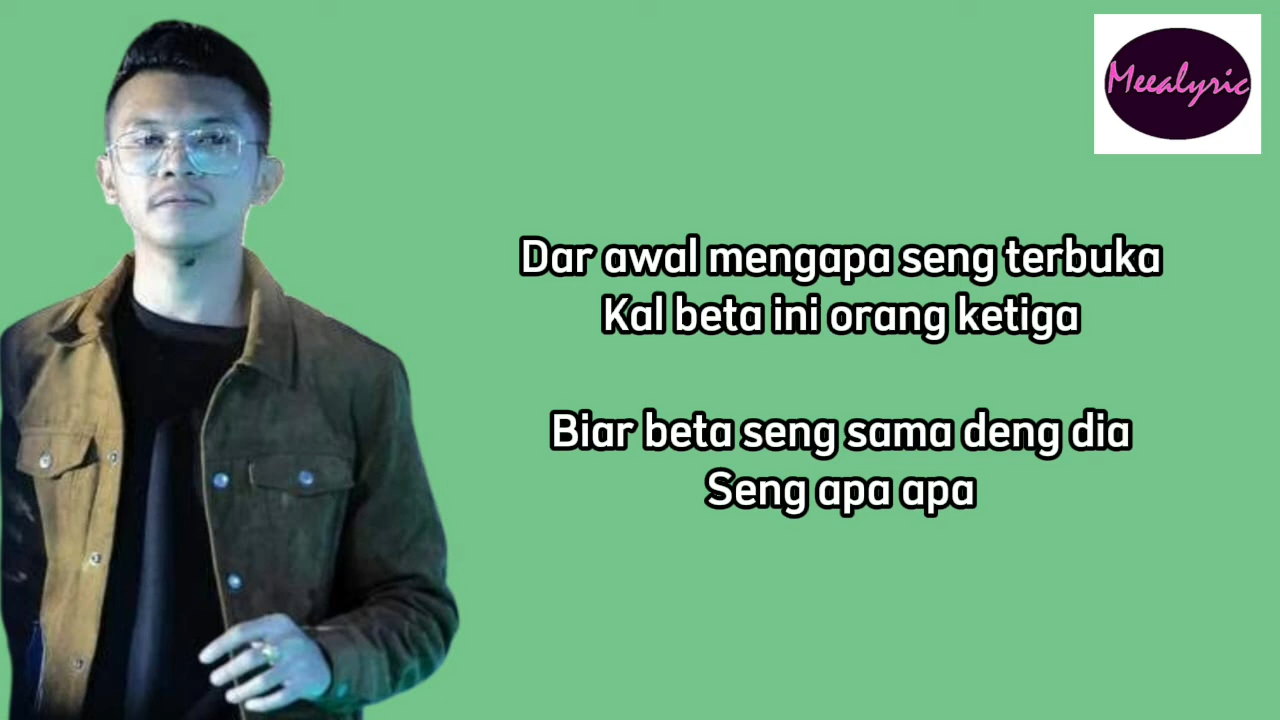 Meealyric
Dar awal mengapa seng terbuka
Kal beta ini orang ketiga
Biar beta seng sama deng dia
Seng apa apa